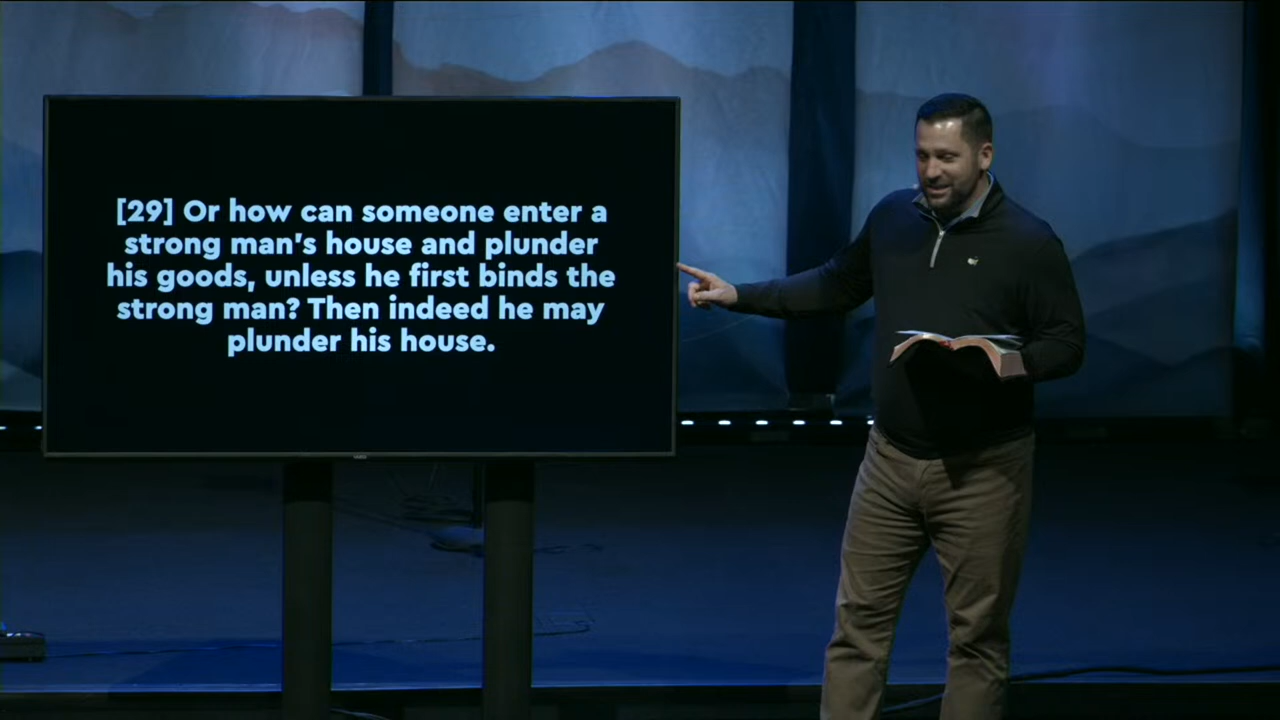 [29] Or how can someone enter a
strong man's house and plunder
his goods, unless he first binds the
strong man? Then indeed he may
plunder his house.